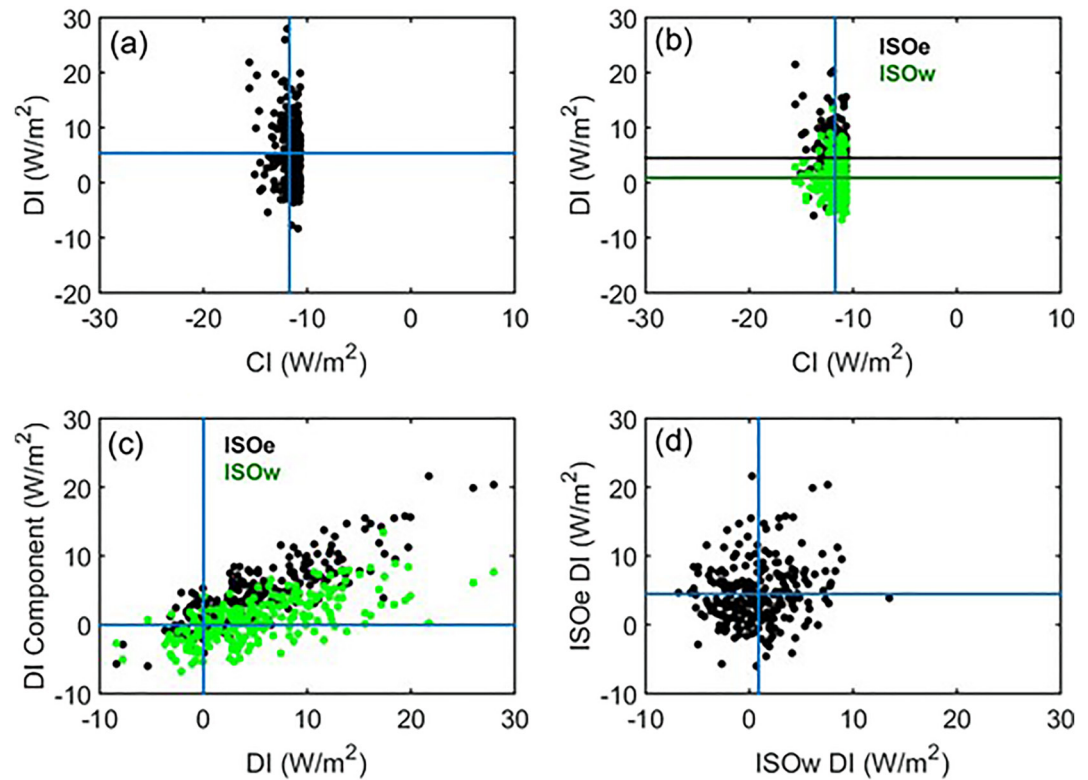 (a)
30
20
10
0
-10
-20
DI (W/m²)
-30 -20 -10 0 10
CI (W/m²)
(b)
ISOe
ISOw
30
20
10
0
-10
-20
DI (W/m²)
-30 -20 -10 0 10
CI (W/m²)
(c)
ISOe
ISOw
30
20
10
0
-10
DI Component (W/m²)
-10 0 10 20 30
DI (W/m²)
(d)
30
20
10
0
-10
ISOe DI (W/m²)
-10 0 10 20 30
ISOw DI (W/m²)